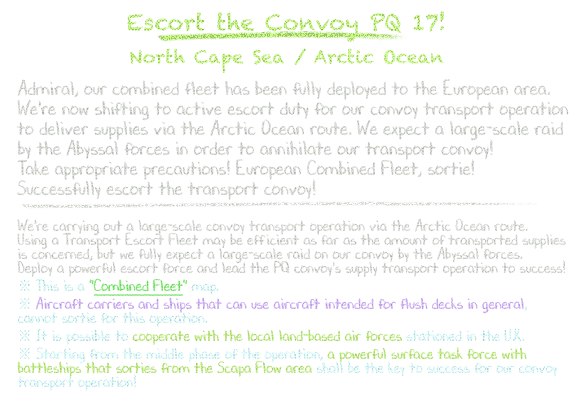 Escort the Convoy PQ 17!
North Cape Sea / Arctic Ocean
Admiral, our combined fleet has been fully deployed to the European area.
We're now shifting to active escort duty for our convoy transport operation
to deliver supplies via the Arctic Ocean route. We expect a large-scale raid
by the Abyssal forces in order to annihilate our transport convoy!
Take appropriate precautions! European Combined Fleet, sortie!
Successfully escort the transport convoy!
We're carrying out a large-scale convoy transport operation via the Arctic Ocean route.
Using a Transport Escort Fleet may be efficient as far as the amount of transported supplies
is concerned, but we fully expect a large-scale raid on our convoy by the Abyssal forces.
Deploy a powerful escort force and lead the PQ convoy's supply transport operation to success!
※ This is a "Combined Fleet" map.
※ Aircraft carriers and ships that can use aircraft intended for flush decks in general,
cannot sortie for this operation.
※ It is possible to cooperate with the local land-based air forces stationed in the U.K.
※ Starting from the middle phase of the operation, a powerful surface task force with
battleships that sorties from the Scapa Flow area shall be the key to success for our convoy
transport operation!